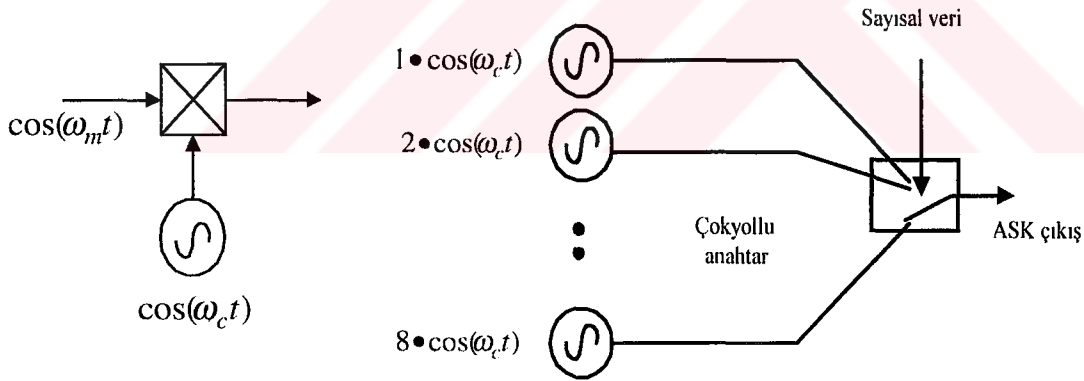 Sayısal veri
1•cos(ω_c t)
cos(ω_m t)
2•cos(ω_c t)
Çokyollu
anahtar
ASK çıkış
cos(ω_c t)
8•cos(ω_c t)